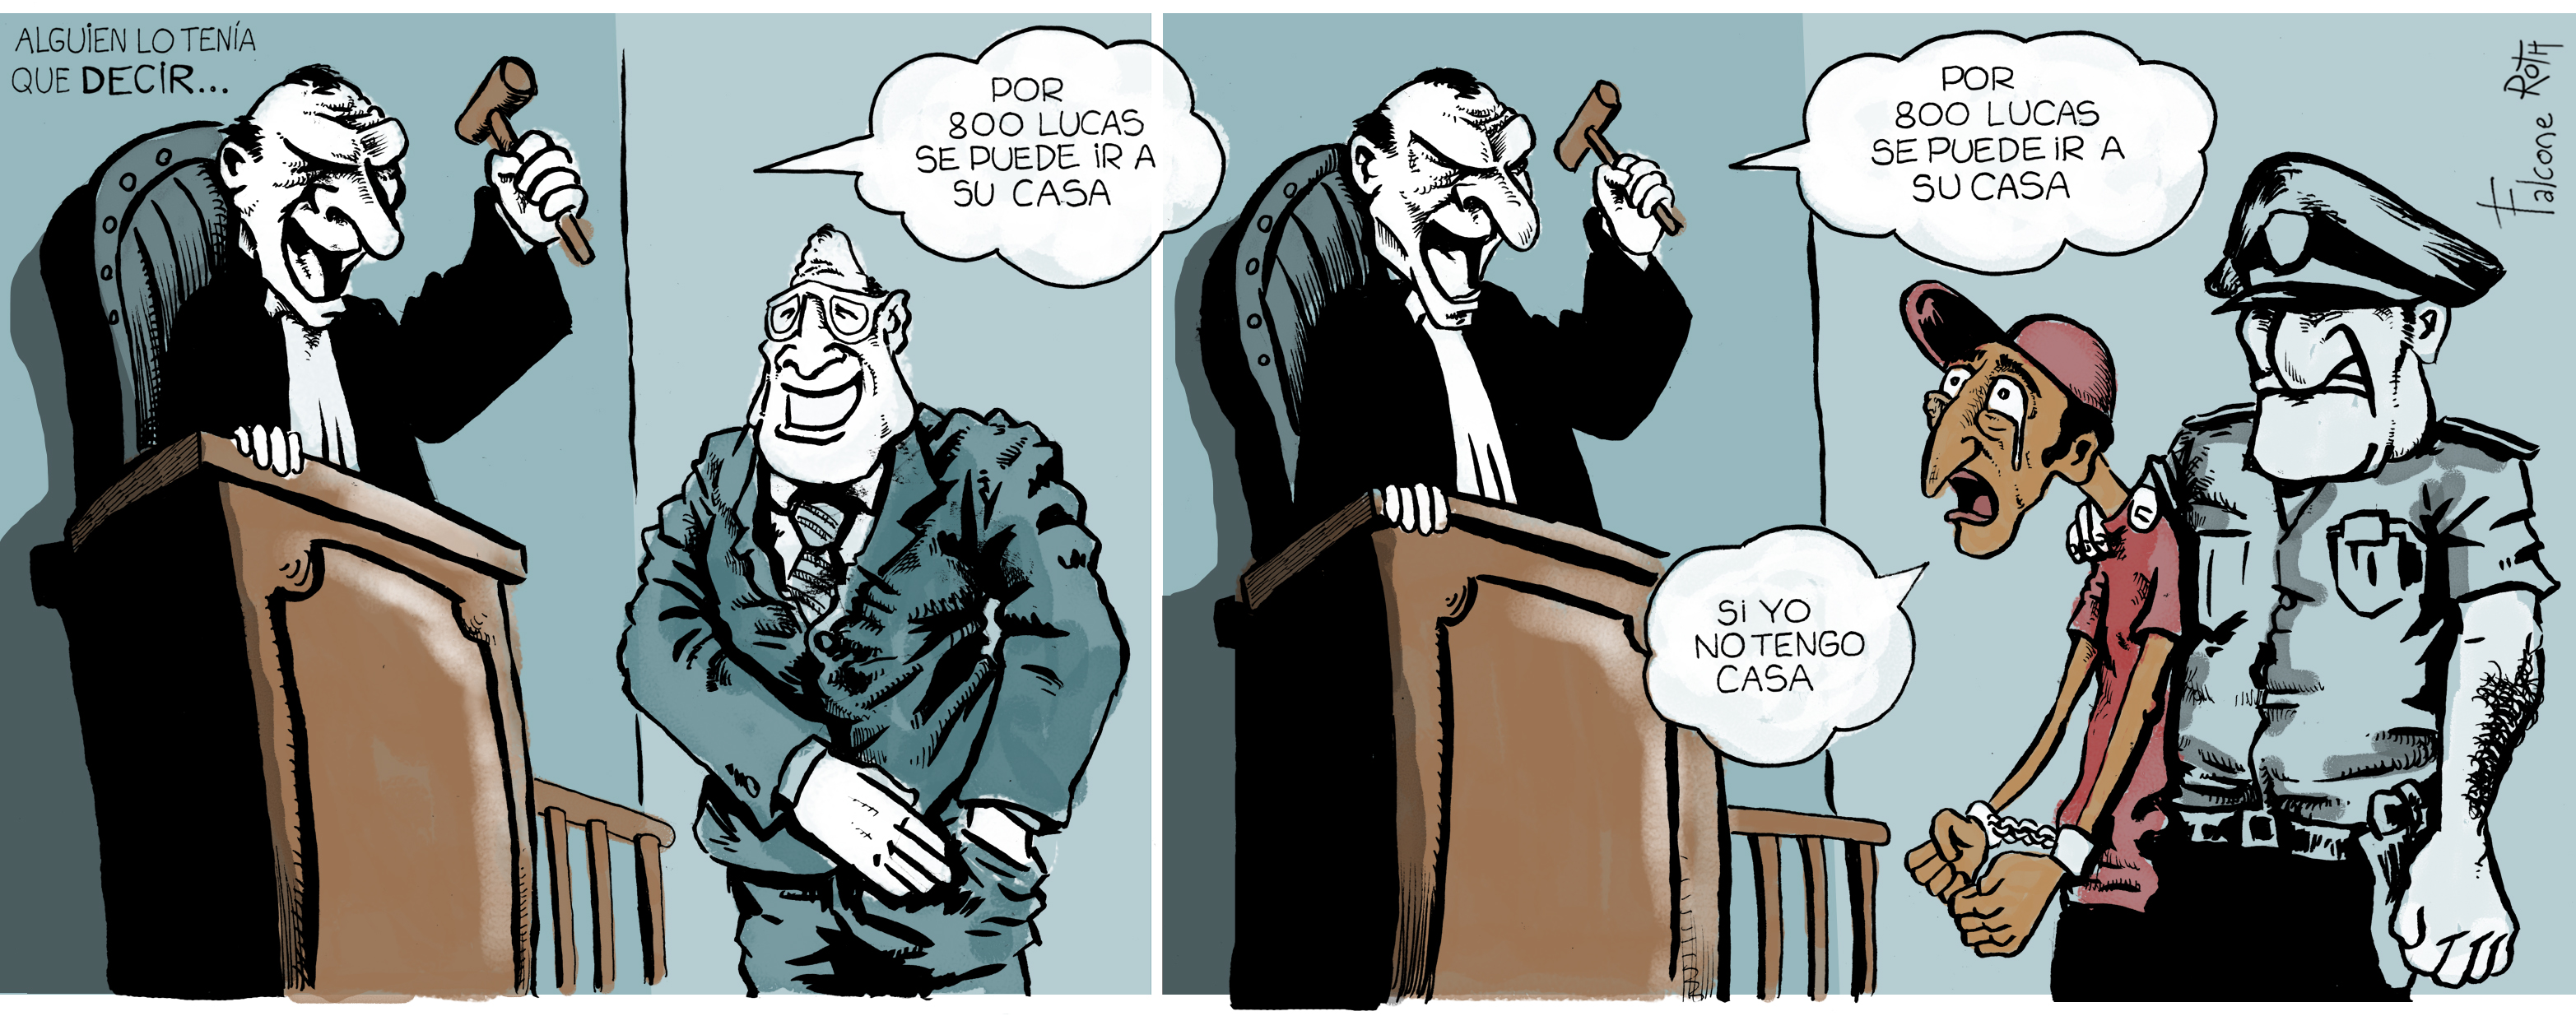 ALGUIEN LO TENÍA
QUE DECIR...
POR
800 LUCAS
SE PUEDE IR A
SU CASA
POR
800 LUCAS
SE PUEDE IR A
SU CASA
SI YO
NO TENGO
CASA
Falcone
ROTH